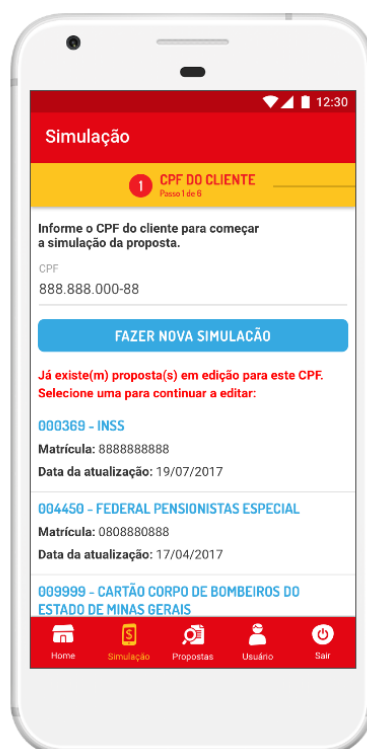 12:30
Simulação
1 CPF DO CLIENTE
Passo 1 de 6
Informe o CPF do cliente para começar
a simulação da proposta.
CPF
888.888.000-88
FAZER NOVA SIMULACÃO
Já existe(m) proposta(s) em edição para este CPF.
Selecione uma para continuar a editar:
000369 - INSS
Matrícula: 8888888888
Data da atualização: 19/07/2017
004450 - FEDERAL PENSIONISTAS ESPECIAL
Matrícula: 0808880888
Data da atualização: 17/04/2017
009999 - CARTÃO CORPO DE BOMBEIROS DO
ESTADO DE MINAS GERAIS
$
Home Simulação Propostas Usuário Sair